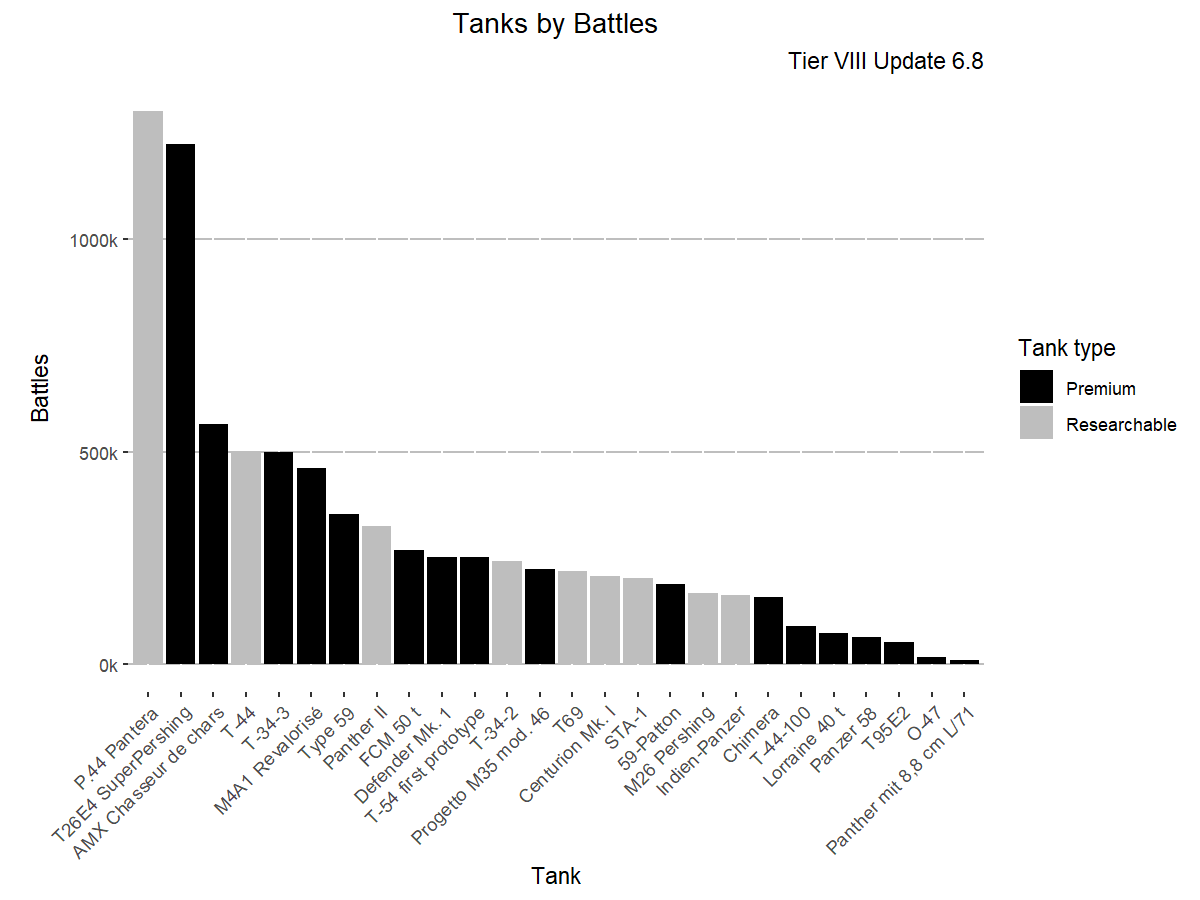 Tanks by Battles
Tier VIII Update 6.8
Battles
1000k
500k
0k
P.44 Pantera
T26E4 SuperPershing
AMX Chasseur de chars
T-44
T-34-3
M4A1 Revalorisé
Type 59
Panther II
FCM 50 t
Defender Mk. 1
T-54 first prototype
T-34-2
Progetto M35 mod. 46
T69
Centurion Mk. I
STA-1
59-Patton
M26 Pershing
Indien-Panzer
Chimera
T-44-100
Lorraine 40 t
Panzer 58
T95E2
O-47
Panther mit 8,8 cm L/71
Tank
Tank type
Premium
Researchable